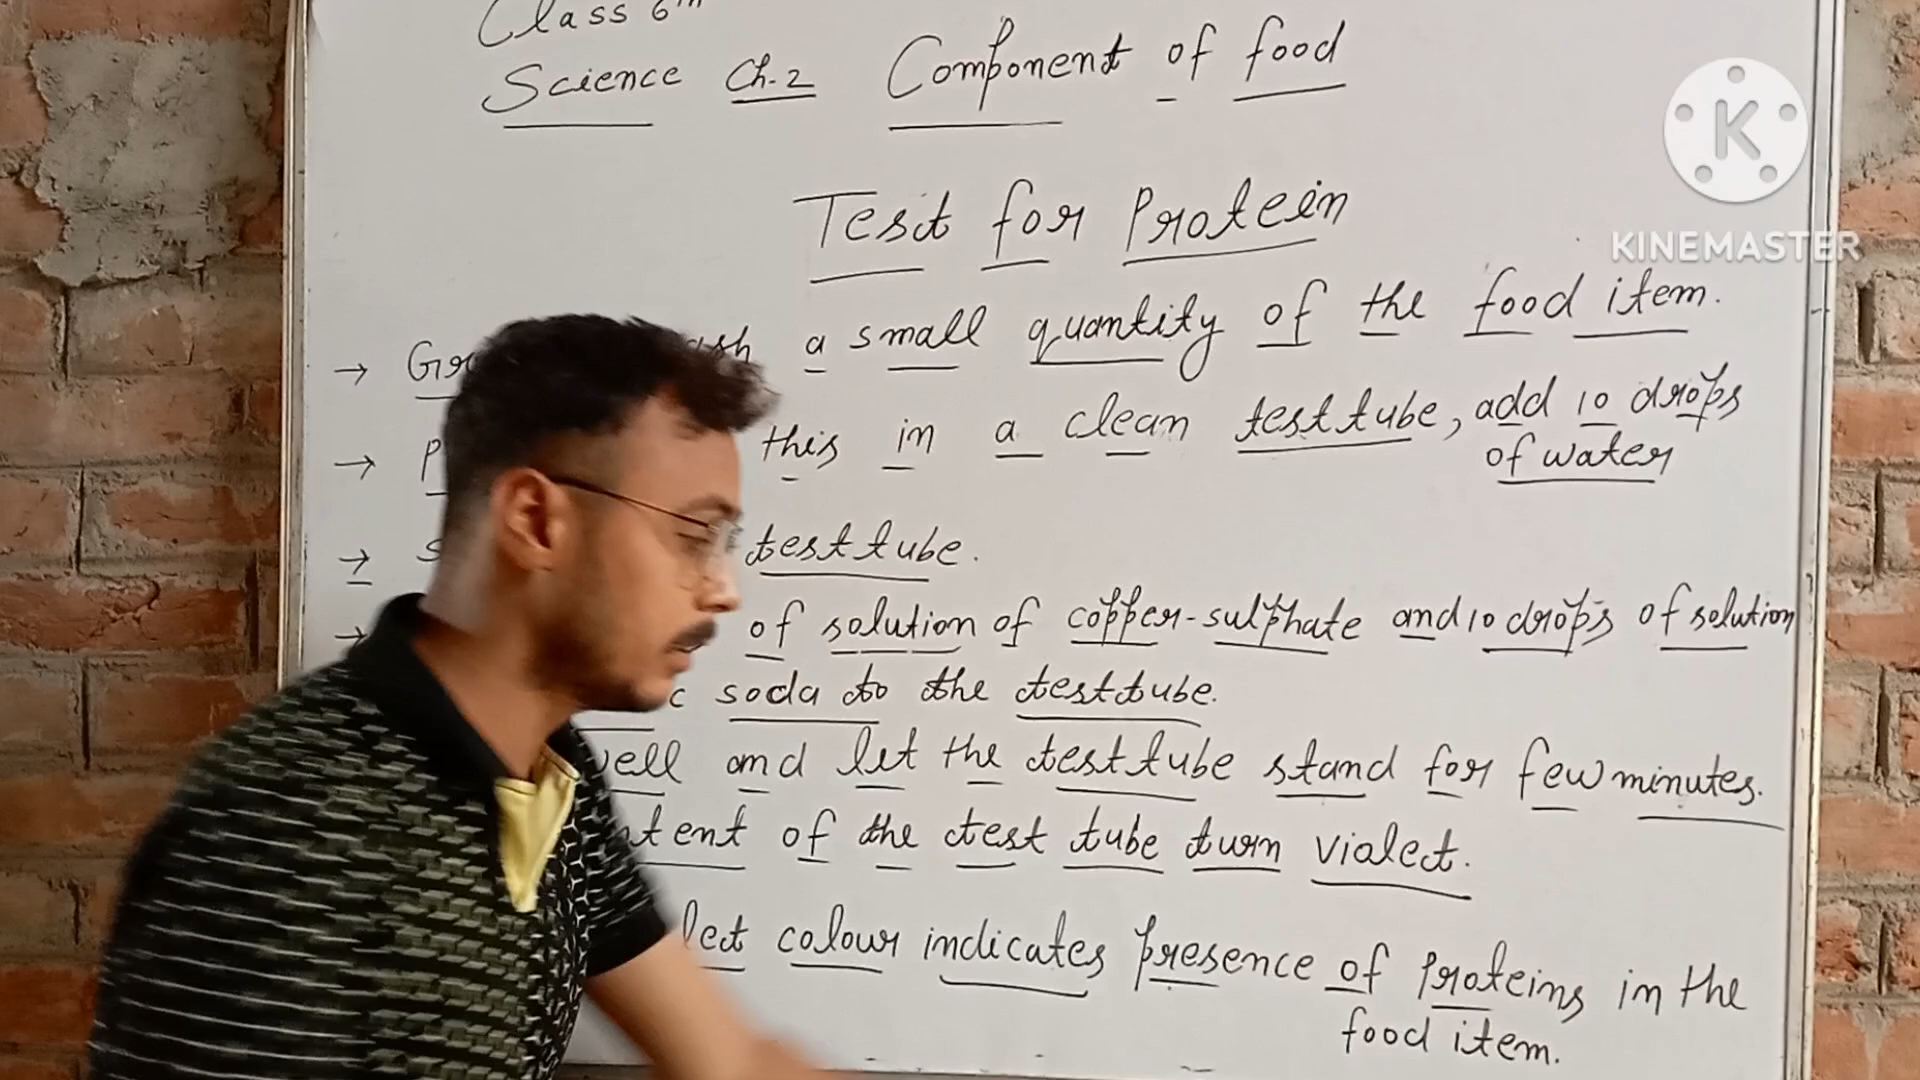 Class 6th
Science Ch.2 Component of food
Test for Protein
K
KINEMASTER
→ a small quantity of the food item.
→ this in a clean test tube, add 10 drops
of water
→ test tube.
→ of solution of copper-sulphate and 10 drops of solution
soda to the test tube.
and let the test tube stand for few minutes.
of the test tube turn vialet.
colour indicates presence of proteins in the
food item.